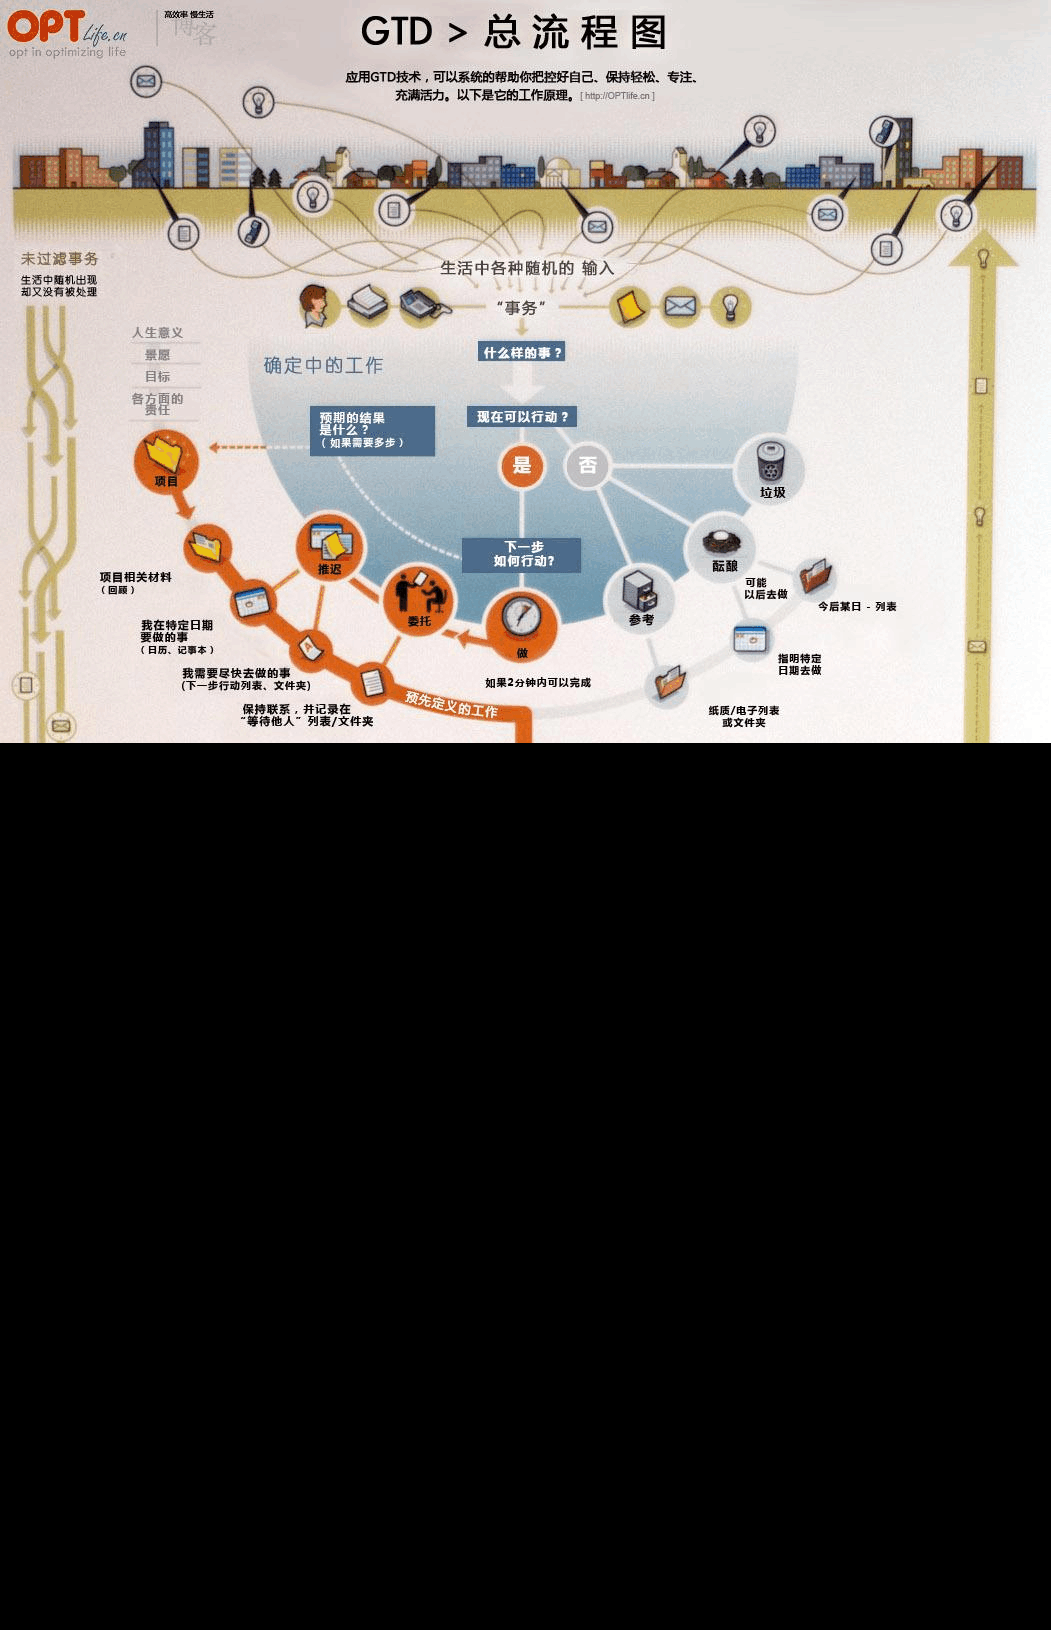 OPT Life.cn
opt in optimizing life
高效率 慢生活
博客
GTD > 总流程图
应用GTD技术，可以系统的帮助你把控好自己、保持轻松、专注、
充满活力。以下是它的工作原理。[ http://OPTlife.cn ]
未过滤事务
生活中随机出现
却又没有被处理
生活中各种随机的 输入
“事务”
人生意义
景愿
目标
各方面的
责任
确定中的工作
什么样的事？
预期的结果
是什么？
（如果需要多步）
现在可以行动？
是
否
项目
垃圾
下一步
如何行动?
推迟
酝酿
委托
参考
做
可能
以后去做
今后某日 - 列表
项目相关材料
（回顾）
我在特定日期
要做的事
（日历、记事本）
指明特定
日期去做
我需要尽快去做的事
(下一步行动列表、文件夹)
如果2分钟内可以完成
保持联系，并记录在
“等待他人” 列表/文件夹
预先定义的工作
纸质/电子列表
或文件夹